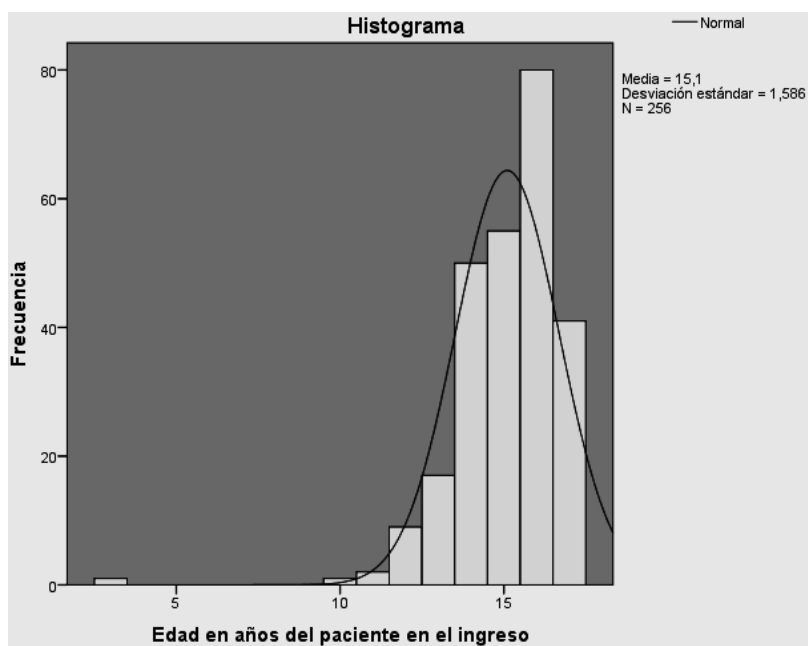 Histograma
Normal
Media = 15,1
Desviación estándar = 1,586
N = 256
Frecuencia
80
60
40
20
0
5
10
15
Edad en años del paciente en el ingreso